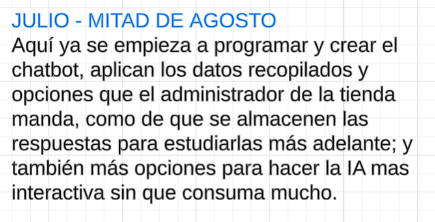 JULIO - MITAD DE AGOSTO
Aquí ya se empieza a programar y crear el
chatbot, aplican los datos recopilados y
opciones que el administrador de la tienda
manda, como de que se almacenen las
respuestas para estudiarlas más adelante; y
también más opciones para hacer la IA mas
interactiva sin que consuma mucho.